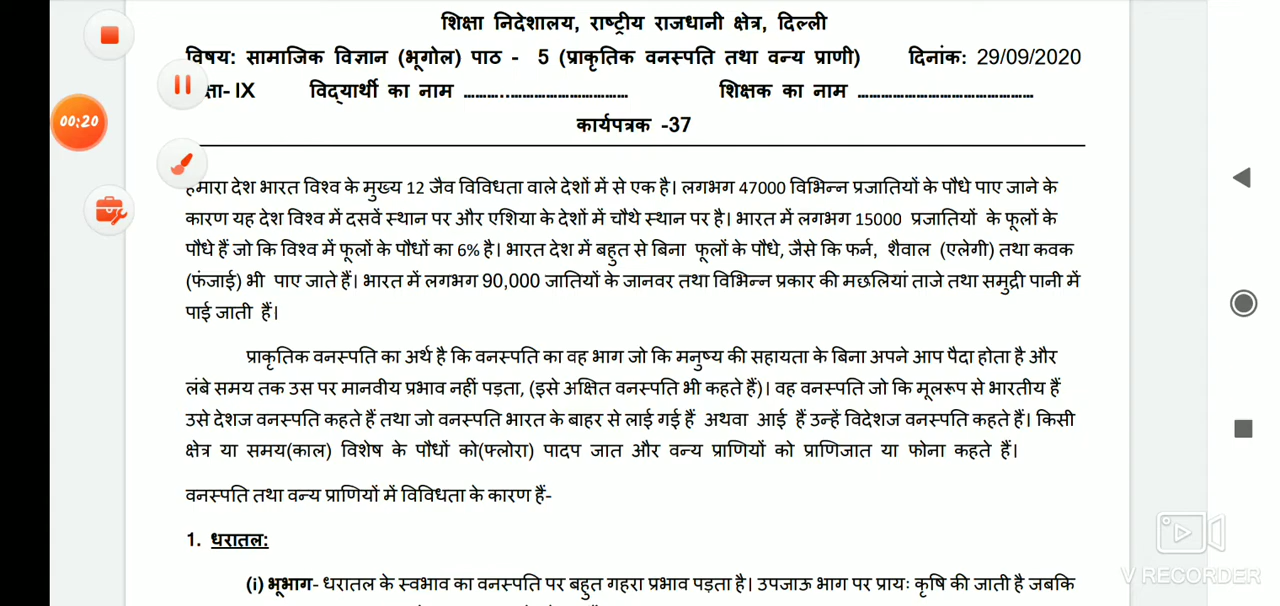 शिक्षा निदेशालय, राष्ट्रीय राजधानी क्षेत्र, दिल्ली
विषय: सामाजिक विज्ञान (भूगोल) पाठ - 5 (प्राकृतिक वनस्पति तथा वन्य प्राणी) दिनांक: 29/09/2020
IX विद्यार्थी का नाम ................................. शिक्षक का नाम .......................................
कार्यपत्रक -37
00:20
हमारा देश भारत विश्व के मुख्य 12 जैव विविधता वाले देशों में से एक है। लगभग 47000 विभिन्न प्रजातियों के पौधे पाए जाने के
कारण यह देश विश्व में दसवें स्थान पर और एशिया के देशों में चौथे स्थान पर है। भारत में लगभग 15000 प्रजातियों के फूलों के
पौधे हैं जो कि विश्व में फूलों के पौधों का 6% है। भारत देश में बहुत से बिना फूलों के पौधे, जैसे कि फर्न, शैवाल (एलेगी) तथा कवक
(फंजाई) भी पाए जाते हैं। भारत में लगभग 90,000 जातियों के जानवर तथा विभिन्न प्रकार की मछलियां ताजे तथा समुद्री पानी में
पाई जाती हैं।
प्राकृतिक वनस्पति का अर्थ है कि वनस्पति का वह भाग जो कि मनुष्य की सहायता के बिना अपने आप पैदा होता है और
लंबे समय तक उस पर मानवीय प्रभाव नहीं पड़ता, (इसे अक्षित वनस्पति भी कहते हैं)। वह वनस्पति जो कि मूलरूप से भारतीय हैं
उसे देशज वनस्पति कहते हैं तथा जो वनस्पति भारत के बाहर से लाई गई हैं अथवा आई हैं उन्हें विदेशज वनस्पति कहते हैं। किसी
क्षेत्र या समय(काल) विशेष के पौधों को(फ्लोरा) पादप जात और वन्य प्राणियों को प्राणिजात या फोना कहते हैं।
वनस्पति तथा वन्य प्राणियों में विविधता के कारण हैं-
1. धरातल:
(i) भूभाग- धरातल के स्वभाव का वनस्पति पर बहुत गहरा प्रभाव पड़ता है। उपजाऊ भाग पर प्रायः कृषि की जाती है जबकि
V RECORDER